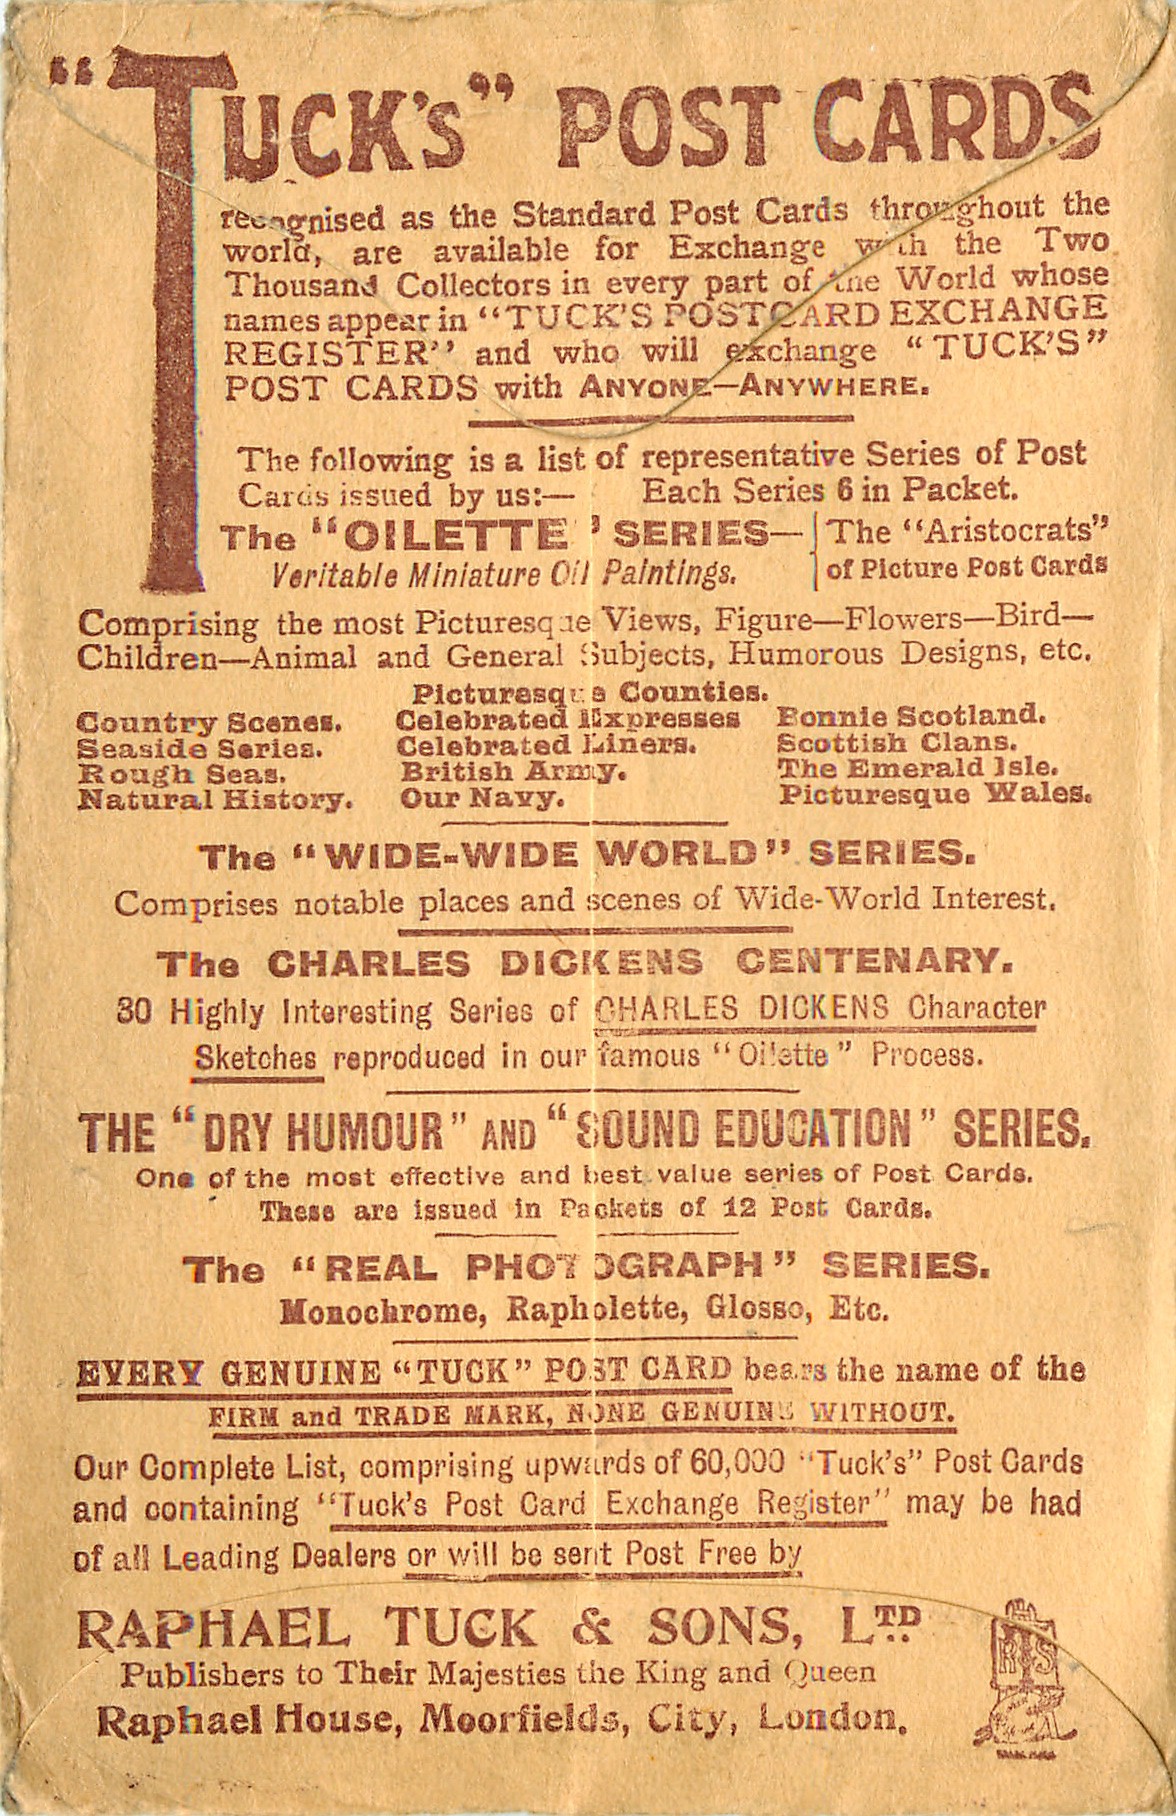 "TUCK'S" POST CARDS
recognised as the Standard Post Cards throughout the
world, are available for Exchange with the Two
Thousand Collectors in every part of the World whose
names appear in "TUCK'S POSTCARD EXCHANGE
REGISTER" and who will exchange "TUCK'S"
POST CARDS with ANYONE—ANYWHERE.
The following is a list of representative Series of Post
Cards issued by us:— Each Series 6 in Packet.
The "OILETTE" SERIES— The "Aristocrats"
Veritable Miniature Oil Paintings. of Picture Post Cards
Comprising the most Picturesque Views, Figure—Flowers—Bird—
Children—Animal and General Subjects, Humorous Designs, etc.
Picturesque Counties.
Country Scenes. Celebrated Expresses Bonnie Scotland.
Seaside Series. Celebrated Liners. Scottish Clans.
Rough Seas. British Army. The Emerald Isle.
Natural History. Our Navy. Picturesque Wales.
The "WIDE-WIDE WORLD" SERIES.
Comprises notable places and scenes of Wide-World Interest.
The CHARLES DICKENS CENTENARY.
30 Highly Interesting Series of CHARLES DICKENS Character
Sketches reproduced in our famous "Oilette" Process.
THE "DRY HUMOUR" AND "SOUND EDUCATION" SERIES.
One of the most effective and best value series of Post Cards.
These are issued in Packets of 12 Post Cards.
The "REAL PHOTOGRAPH" SERIES.
Monochrome, Rapholette, Glosso, Etc.
EVERY GENUINE "TUCK" POST CARD bears the name of the
FIRM and TRADE MARK, NONE GENUINE WITHOUT.
Our Complete List, comprising upwards of 60,000 "Tuck's" Post Cards
and containing "Tuck's Post Card Exchange Register" may be had
of all Leading Dealers or will be sent Post Free by
RAPHAEL TUCK & SONS, LTD.
Publishers to Their Majesties the King and Queen
Raphael House, Moorfields, City, London.
R T S